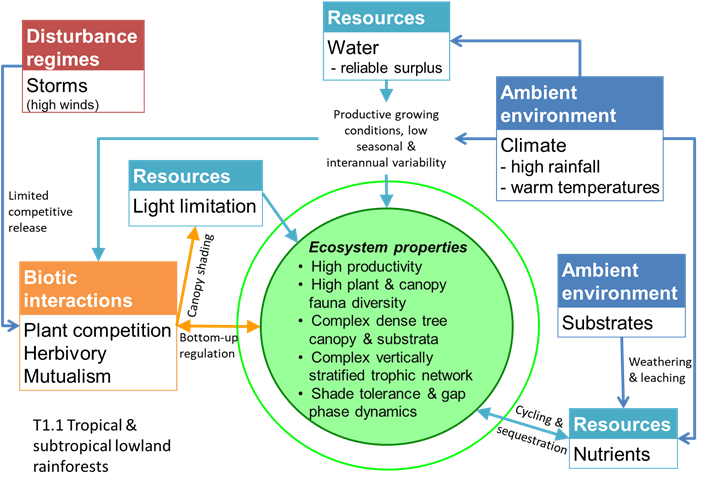 Disturbance
regimes
Storms
(high winds)
Resources
Water
- reliable surplus
Ambient
environment
Climate
- high rainfall
- warm temperatures
Productive growing
conditions, low
seasonal &
interannual variability
Resources
Light limitation
Limited
competitive
release
Canopy shading
Biotic
interactions
Plant competition
Herbivory
Mutualism
Bottom-up
regulation
Ecosystem properties
• High productivity
• High plant & canopy
fauna diversity
• Complex dense tree
canopy & substrata
• Complex vertically
stratified trophic network
• Shade tolerance & gap
phase dynamics
Ambient
environment
Substrates
Weathering
& leaching
Cycling &
sequestration
Resources
Nutrients
T1.1 Tropical &
subtropical lowland
rainforests